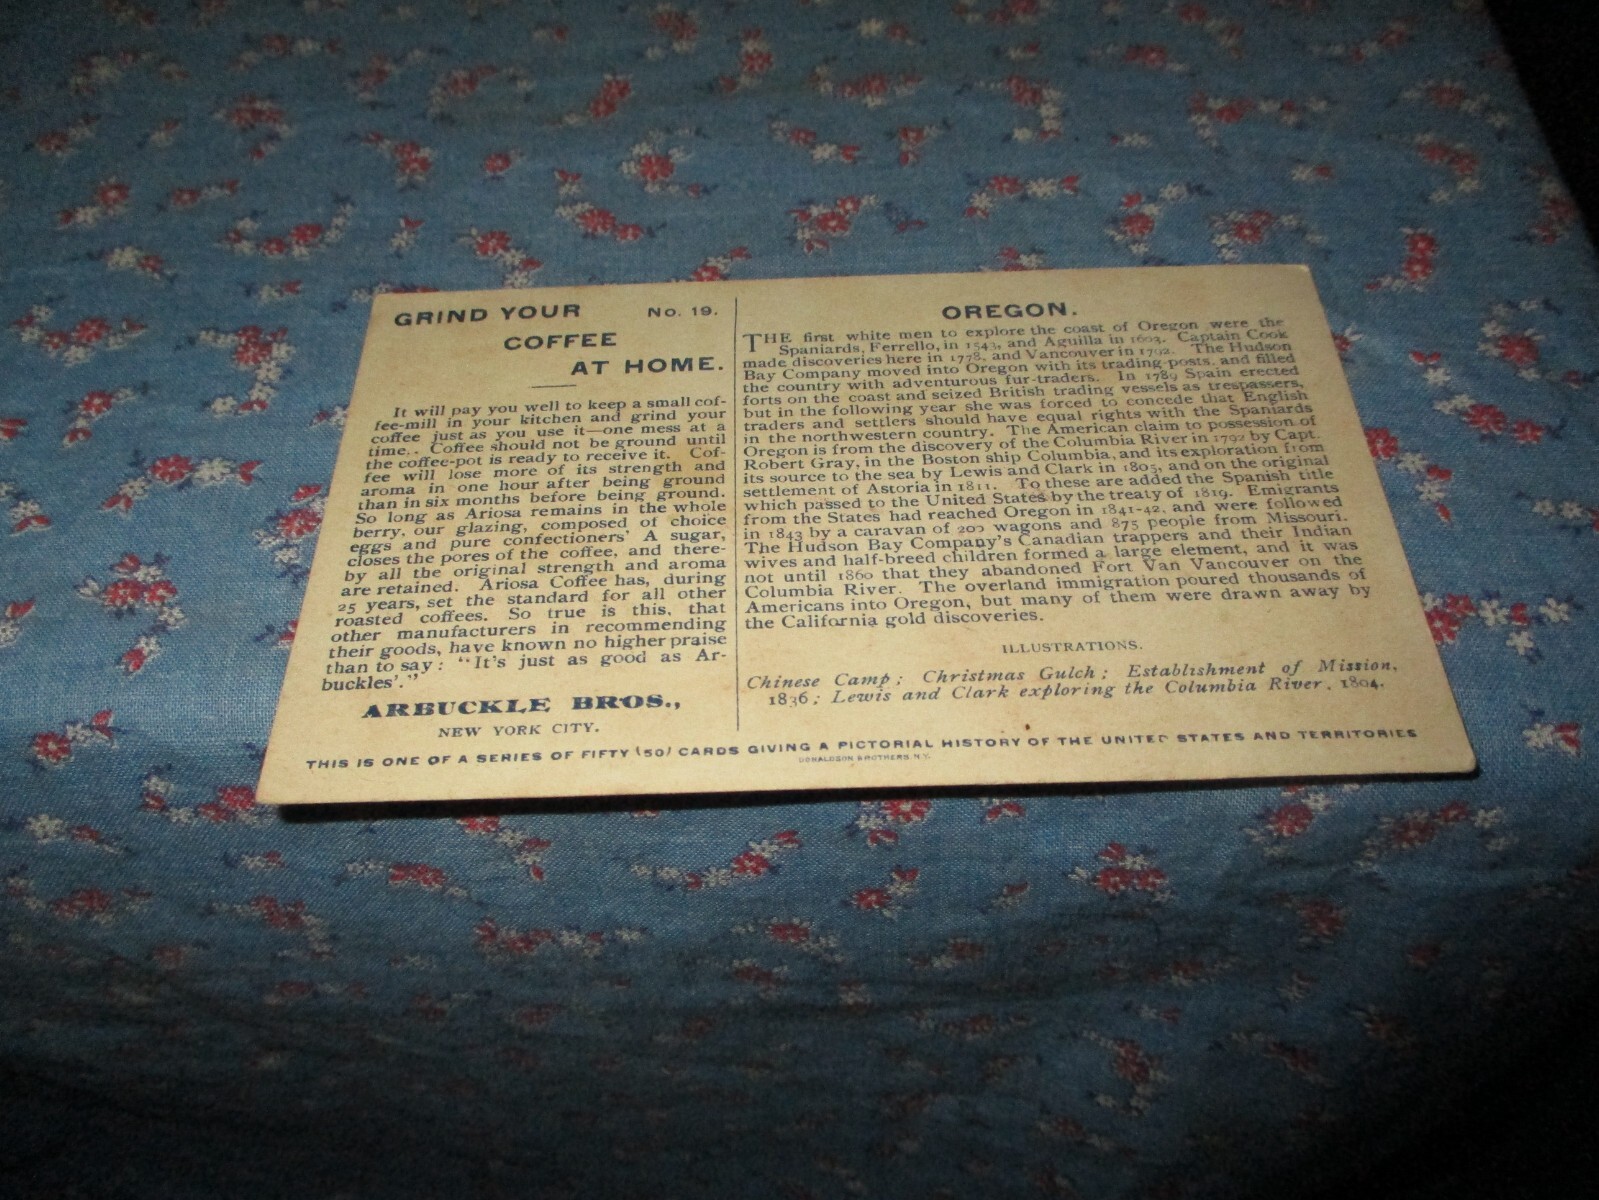 GRIND YOUR No. 19.
COFFEE
AT HOME.
It will pay you well to keep a small cof-
fee-mill in your kitchen and grind your
coffee just as you use it—one mess at a
time. Coffee should not be ground until
the coffee-pot is ready to receive it. Cof-
fee will lose more of its strength and
aroma in one hour after being ground
than in six months before being ground.
So long as Ariosa remains in the whole
berry, our glazing, composed of choice
eggs and pure confectioners' A sugar,
closes the pores of the coffee, and there-
by all the original strength and aroma
are retained. Ariosa Coffee has, during
25 years, set the standard for all other
roasted coffees. So true is this, that
other manufacturers in recommending
their goods, have known no higher praise
than to say: "It's just as good as Ar-
buckles'."
ARBUCKLE BROS.,
NEW YORK CITY.
OREGON.
THE first white men to explore the coast of Oregon were the
Spaniards, Ferrello, in 1543, and Aguilla in 1603. Captain Cook
made discoveries here in 1778, and Vancouver in 1792. The Hudson
Bay Company moved into Oregon with its trading-posts, and filled
the country with adventurous fur-traders. In 1789 Spain erected
forts on the coast and seized British trading vessels as trespassers,
but in the following year she was forced to concede that English
traders and settlers should have equal rights with the Spaniards
in the northwestern country. The American claim to possession of
Oregon is from the discovery of the Columbia River in 1792 by Capt.
Robert Gray, in the Boston ship Columbia, and its exploration from
its source to the sea by Lewis and Clark in 1805, and on the original
settlement of Astoria in 1811. To these are added the Spanish title
which passed to the United States by the treaty of 1819. Emigrants
from the States had reached Oregon in 1841-42, and were followed
in 1843 by a caravan of 200 wagons and 875 people from Missouri.
The Hudson Bay Company's Canadian trappers and their Indian
wives and half-breed children formed a large element, and it was
not until 1860 that they abandoned Fort Van Vancouver on the
Columbia River. The overland immigration poured thousands of
Americans into Oregon, but many of them were drawn away by
the California gold discoveries.
ILLUSTRATIONS.
Chinese Camp; Christmas Gulch; Establishment of Mission,
1836; Lewis and Clark exploring the Columbia River, 1804.
THIS IS ONE OF A SERIES OF FIFTY (50) CARDS GIVING A PICTORIAL HISTORY OF THE UNITED STATES AND TERRITORIES
DONALDSON BROTHERS, N.Y.